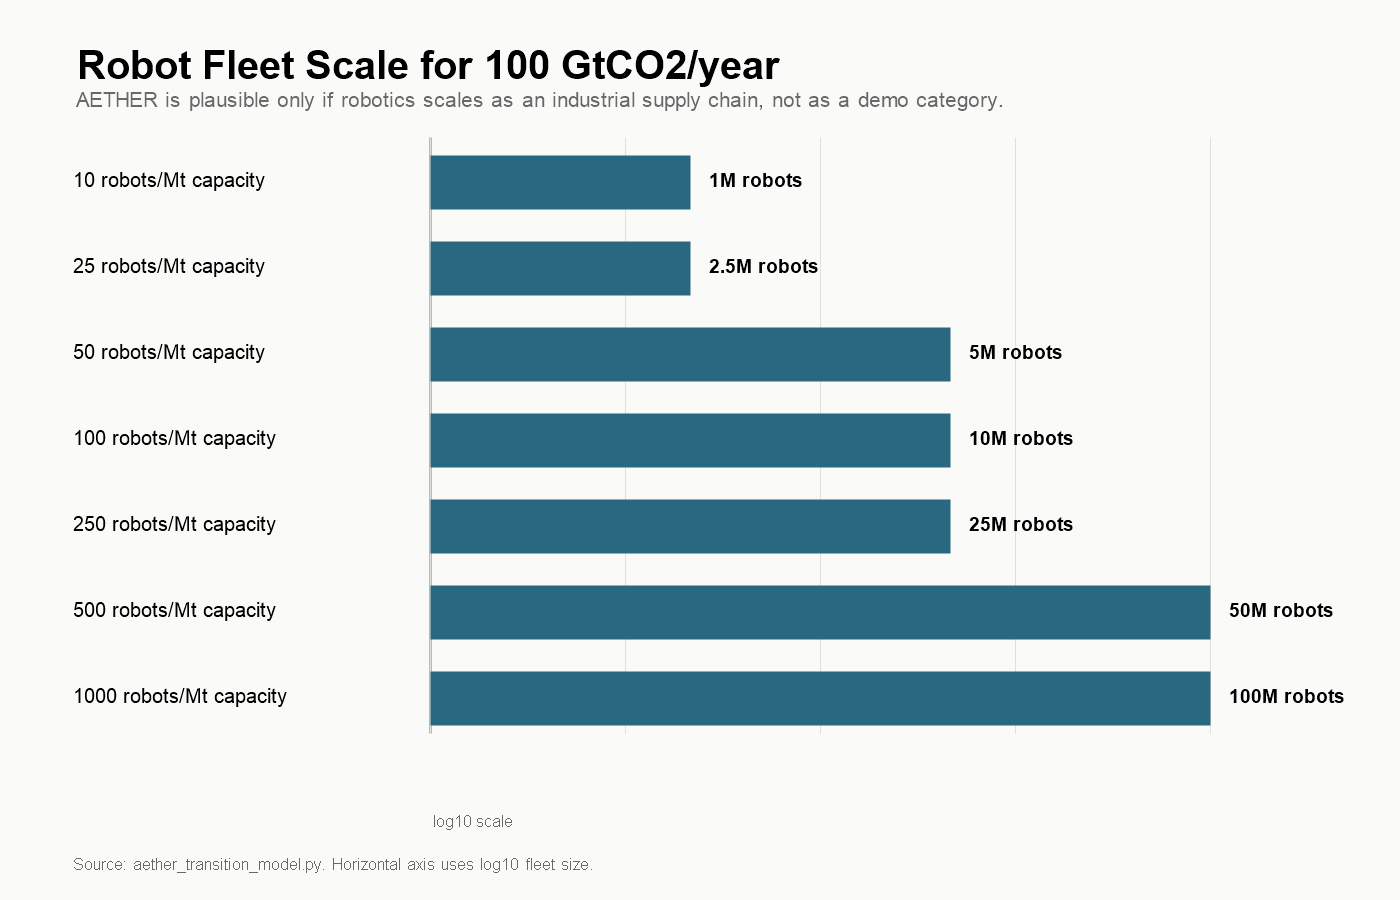 Robot Fleet Scale for 100 GtCO2/year
AETHER is plausible only if robotics scales as an industrial supply chain, not as a demo category.
10 robots/Mt capacity 1M robots
25 robots/Mt capacity 2.5M robots
50 robots/Mt capacity 5M robots
100 robots/Mt capacity 10M robots
250 robots/Mt capacity 25M robots
500 robots/Mt capacity 50M robots
1000 robots/Mt capacity 100M robots
log10 scale
Source: aether_transition_model.py. Horizontal axis uses log10 fleet size.